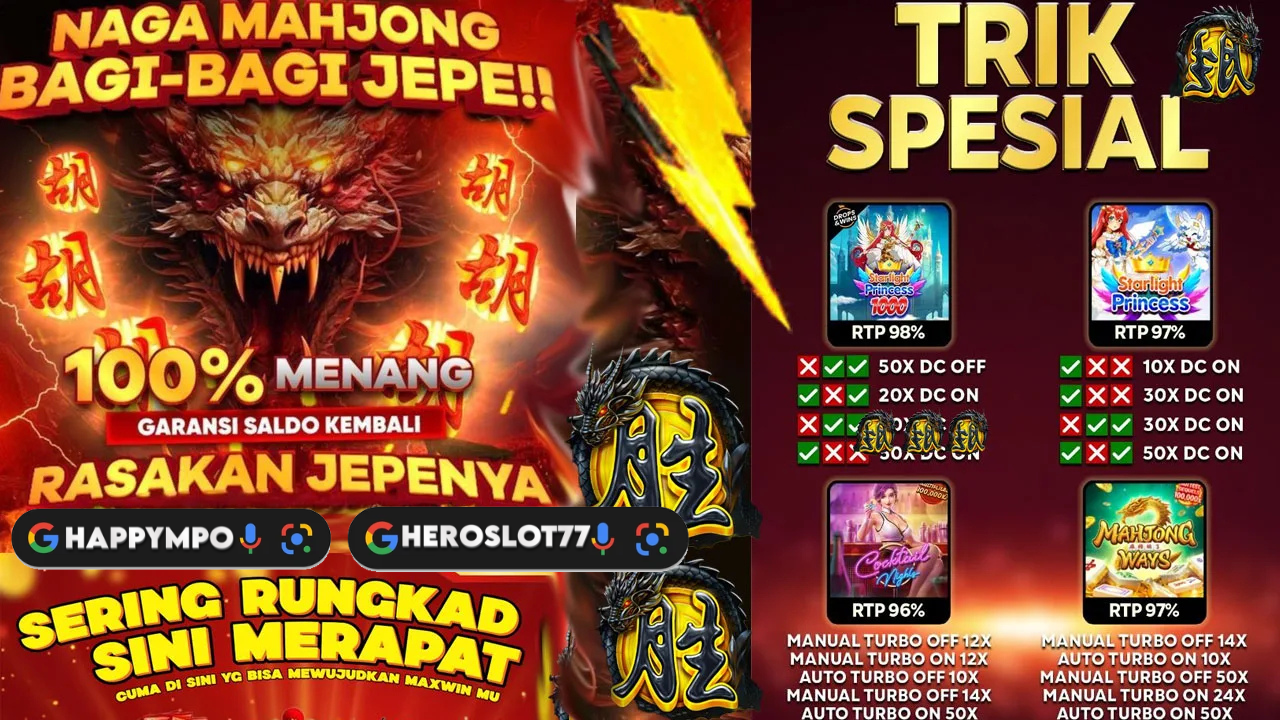 NAGA MAHJONG
BAGI-BAGI JEPE!!
胡 胡
胡 胡
100% MENANG
GARANSI SALDO KEMBALI
RASAKAN JEPENYA
HAPPYMPO
HEROSLOT77
SERING RUNGKAD
SINI MERAPAT
CUMA DI SINI YG BISA MEWUJUDKAN MAXWIN MU
胜
胜
TRIK
SPESIAL
DROPS & WINS
Starlight
Princess
1000
RTP 98%
50X DC OFF
20X DC ON
DC ON
Starlight
Princess
RTP 97%
10X DC ON
30X DC ON
30X DC ON
50X DC ON
Cocktail
Nights
RTP 96%
MANUAL TURBO OFF 12X
MANUAL TURBO ON 12X
AUTO TURBO OFF 10X
MANUAL TURBO OFF 14X
AUTO TURBO ON 50X
MAHJONG
WAYS
RTP 97%
MANUAL TURBO OFF 14X
AUTO TURBO ON 10X
MANUAL TURBO OFF 50X
MANUAL TURBO ON 24X
AUTO TURBO ON 50X